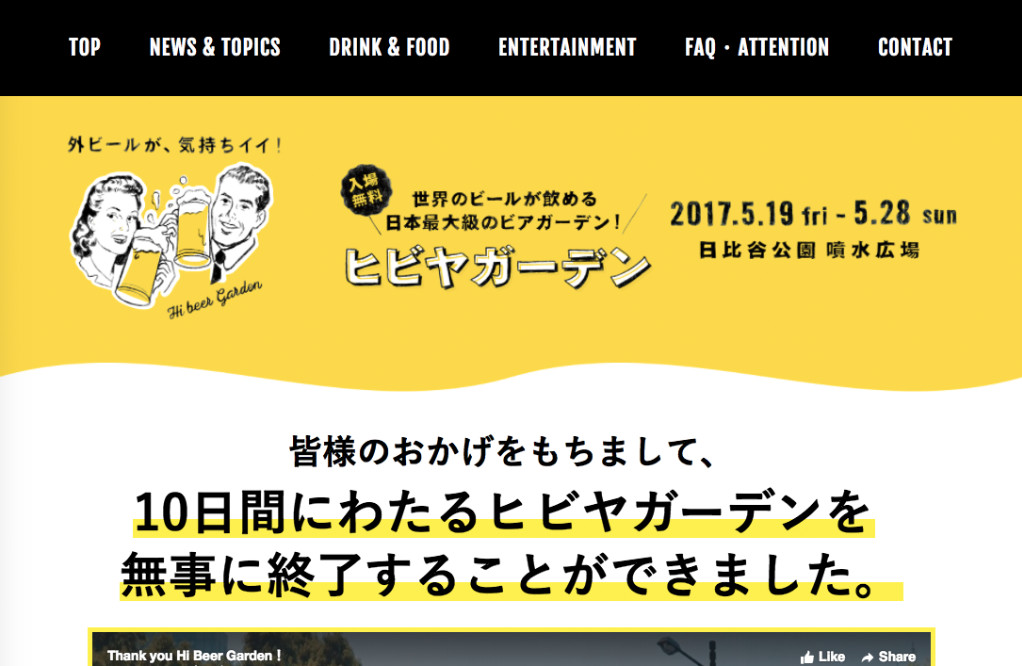 TOP NEWS & TOPICS DRINK & FOOD ENTERTAINMENT FAQ・ATTENTION CONTACT
外ビールが、気持ちイイ!
Hi beer Garden
入場
無料
世界のビールが飲める
日本最大級のビアガーデン!
ヒビヤガーデン
2017.5.19 fri - 5.28 sun
日比谷公園 噴水広場
皆様のおかげをもちまして、
10日間にわたるヒビヤガーデンを
無事に終了することができました。
Thank you Hi Beer Garden ! Like Share